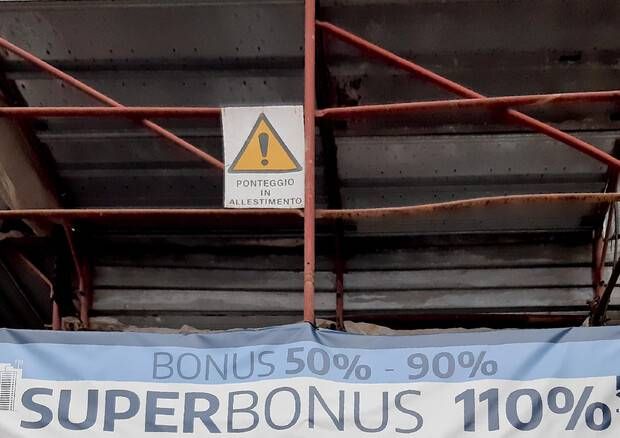 PONTEGGIO
IN
ALLESTIMENTO
BONUS 50% - 90%
SUPERBONUS 110%